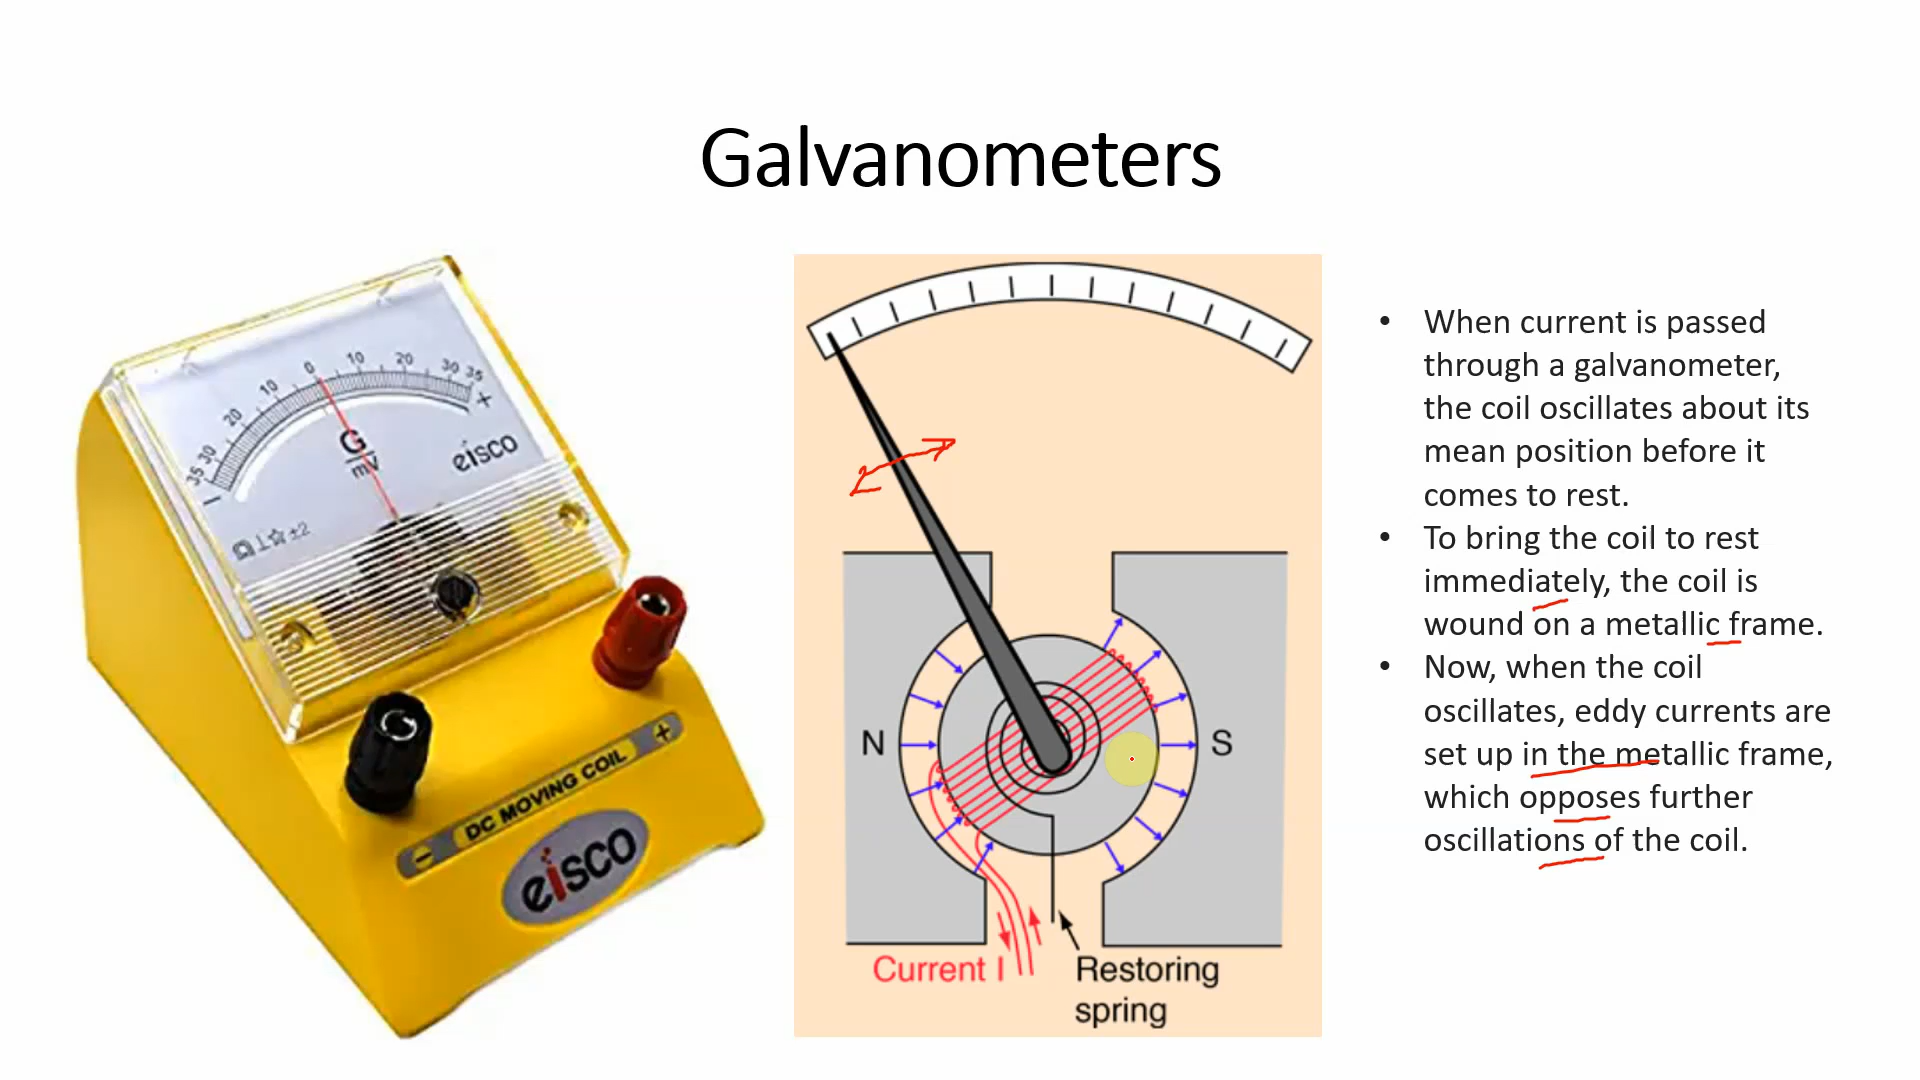 Galvanometers
35 30 20 10 0 10 20 30 35
- +
G
mV
eisco
±2
- DC MOVING COIL +
eisco
N
S
Current I
Restoring
spring
• When current is passed
through a galvanometer,
the coil oscillates about its
mean position before it
comes to rest.
• To bring the coil to rest
immediately, the coil is
wound on a metallic frame.
• Now, when the coil
oscillates, eddy currents are
set up in the metallic frame,
which opposes further
oscillations of the coil.